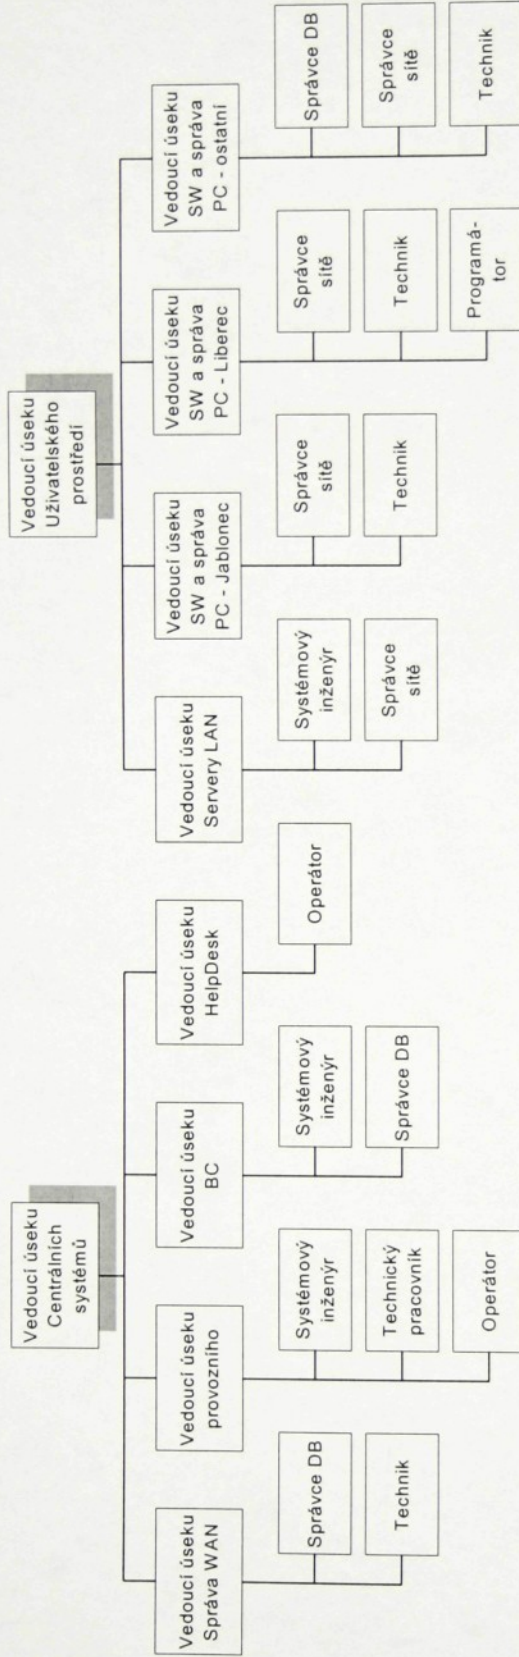 Vedoucí úseku
Centrálních
systémů
Vedoucí úseku
Správa WAN
Správce DB
Technik
Vedoucí úseku
provozního
Systémový
inženýr
Technický
pracovník
Operátor
Vedoucí úseku
BC
Systémový
inženýr
Správce DB
Vedoucí úseku
HelpDesk
Operátor
Vedoucí úseku
Uživatelského
prostředí
Vedoucí úseku
Servery LAN
Systémový
inženýr
Správce
sítě
Vedoucí úseku
SW a správa
PC - Jablonec
Správce
sítě
Technik
Vedoucí úseku
SW a správa
PC - Liberec
Správce
sítě
Technik
Programá-
tor
Vedoucí úseku
SW a správa
PC - ostatní
Správce DB
Správce
sítě
Technik